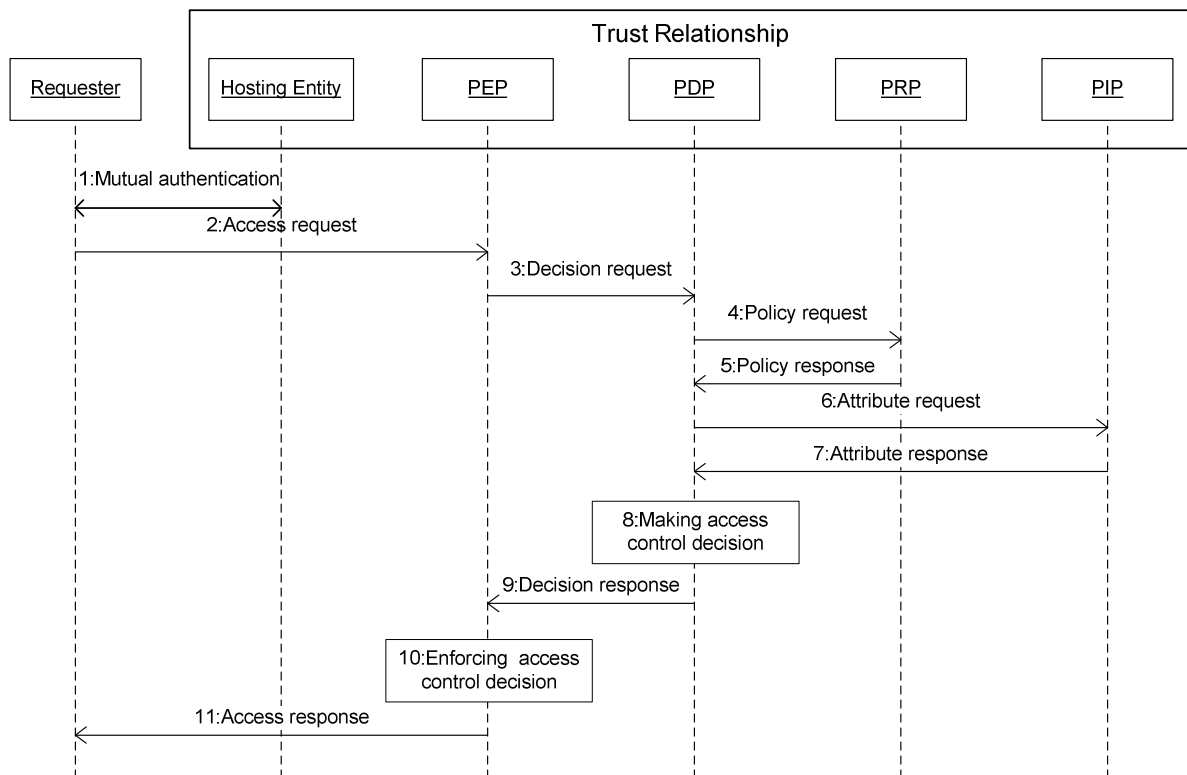 Trust Relationship
Requester
Hosting Entity
PEP
PDP
PRP
PIP
1:Mutual authentication
2:Access request
3:Decision request
4:Policy request
5:Policy response
6:Attribute request
7:Attribute response
8:Making access
control decision
9:Decision response
10:Enforcing access
control decision
11:Access response